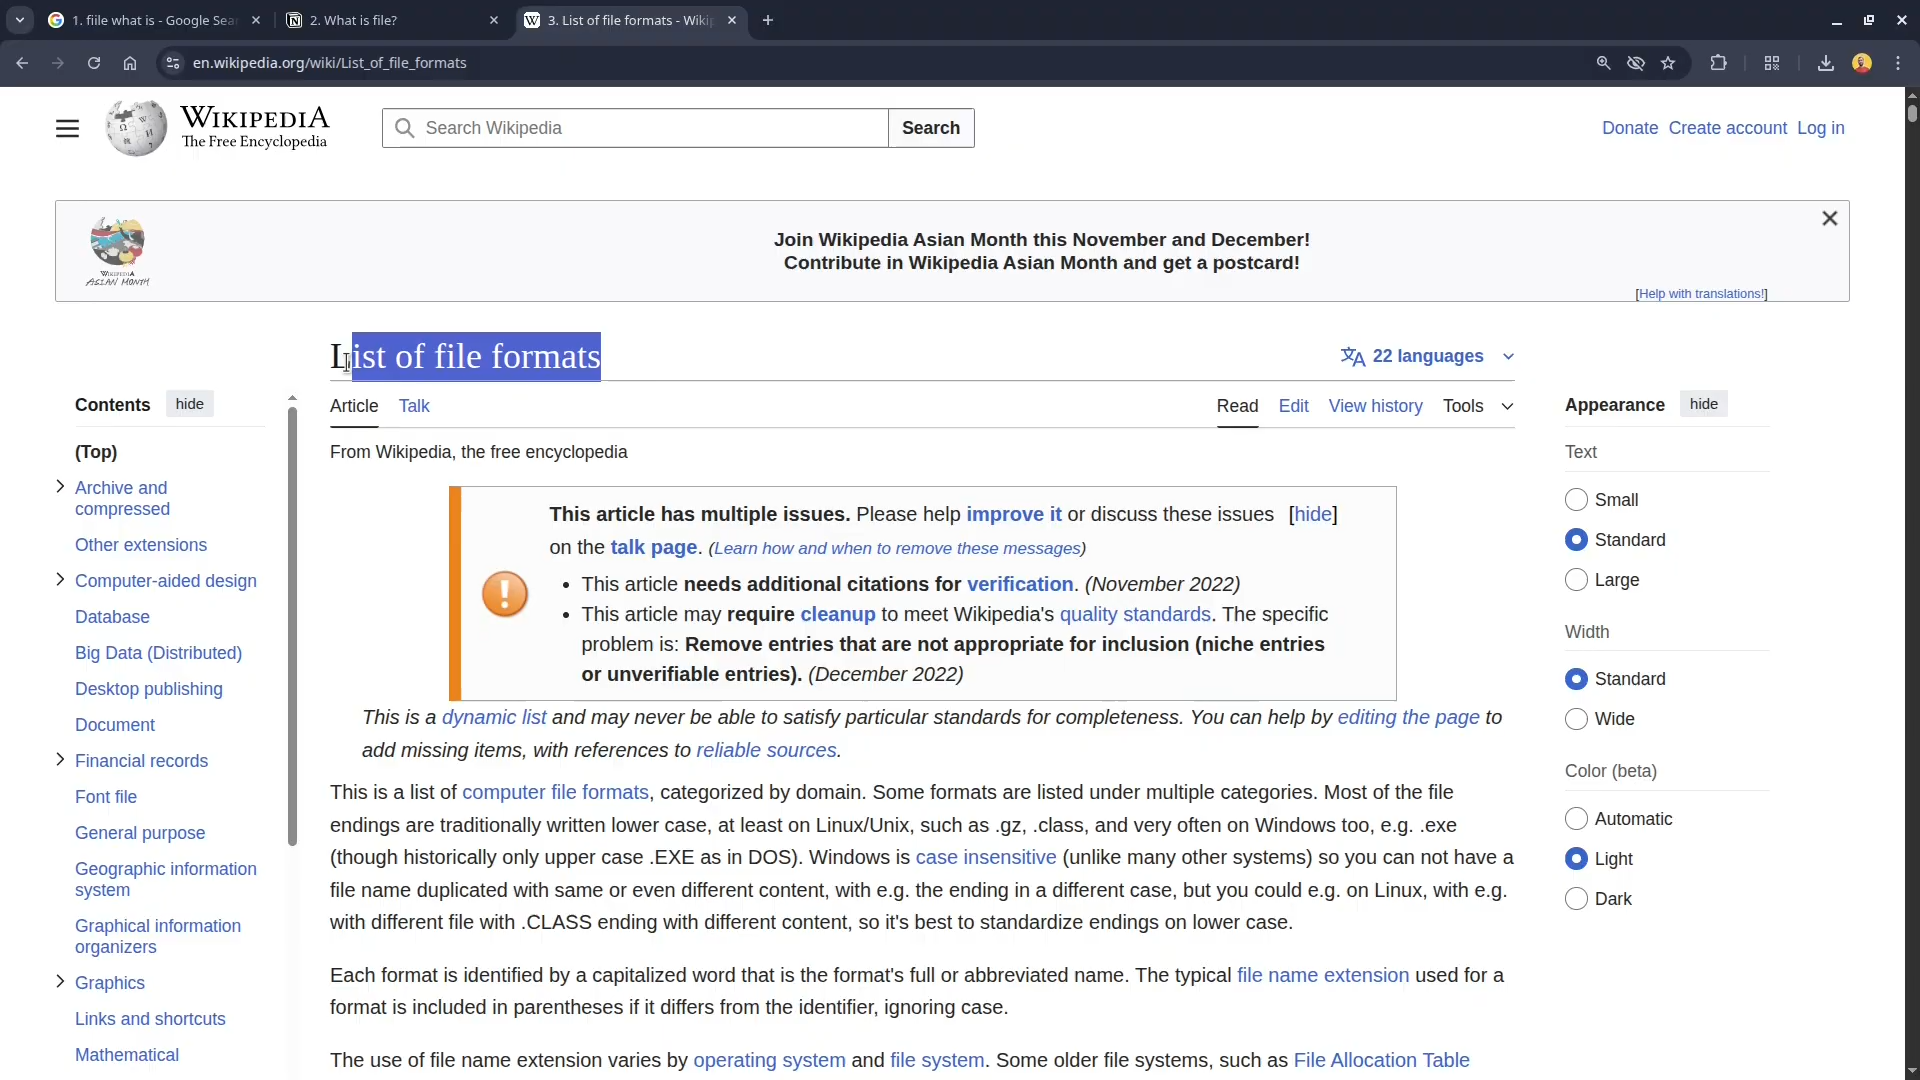 1. fiile what is - Google Sea
2. What is file?
3. List of file formats - Wikip
en.wikipedia.org/wiki/List_of_file_formats
WIKIPEDIA
The Free Encyclopedia
Search Wikipedia
Search
Donate Create account Log in
WIKIPEDIA
ASIAN MONTH
Join Wikipedia Asian Month this November and December!
Contribute in Wikipedia Asian Month and get a postcard!
[Help with translations!]
List of file formats
22 languages
Contents hide
(Top)
Archive and
compressed
Other extensions
Computer-aided design
Database
Big Data (Distributed)
Desktop publishing
Document
Financial records
Font file
General purpose
Geographic information
system
Graphical information
organizers
Graphics
Links and shortcuts
Mathematical
Article Talk
Read Edit View history Tools
From Wikipedia, the free encyclopedia
This article has multiple issues. Please help improve it or discuss these issues [hide]
on the talk page. (Learn how and when to remove these messages)
• This article needs additional citations for verification. (November 2022)
• This article may require cleanup to meet Wikipedia's quality standards. The specific
problem is: Remove entries that are not appropriate for inclusion (niche entries
or unverifiable entries). (December 2022)
This is a dynamic list and may never be able to satisfy particular standards for completeness. You can help by editing the page to
add missing items, with references to reliable sources.
This is a list of computer file formats, categorized by domain. Some formats are listed under multiple categories. Most of the file
endings are traditionally written lower case, at least on Linux/Unix, such as .gz, .class, and very often on Windows too, e.g. .exe
(though historically only upper case .EXE as in DOS). Windows is case insensitive (unlike many other systems) so you can not have a
file name duplicated with same or even different content, with e.g. the ending in a different case, but you could e.g. on Linux, with e.g.
with different file with .CLASS ending with different content, so it's best to standardize endings on lower case.
Each format is identified by a capitalized word that is the format's full or abbreviated name. The typical file name extension used for a
format is included in parentheses if it differs from the identifier, ignoring case.
The use of file name extension varies by operating system and file system. Some older file systems, such as File Allocation Table
Appearance hide
Text
Small
Standard
Large
Width
Standard
Wide
Color (beta)
Automatic
Light
Dark